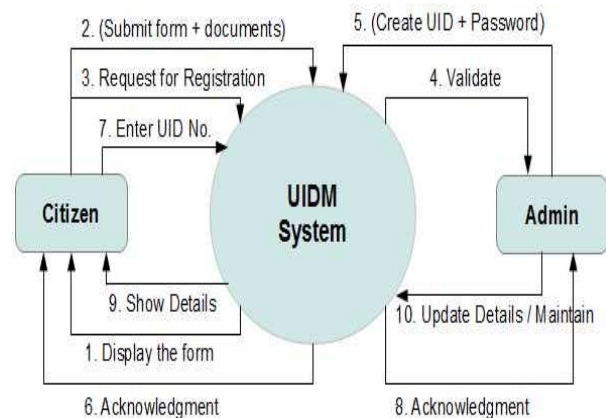 2. (Submit form + documents)
5. (Create UID + Password)
3. Request for Registration
4. Validate
7. Enter UID No.
Citizen
UIDM
System
Admin
9. Show Details
10. Update Details / Maintain
1. Display the form
6. Acknowledgment
8. Acknowledgment